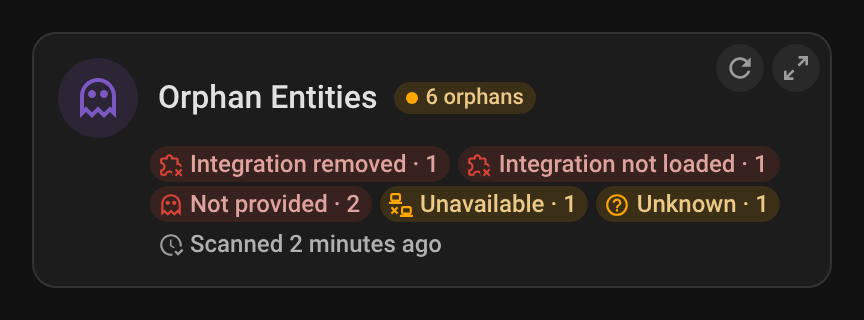 Orphan Entities 6 orphans
Integration removed · 1 Integration not loaded · 1
Not provided · 2 Unavailable · 1 Unknown · 1
Scanned 2 minutes ago